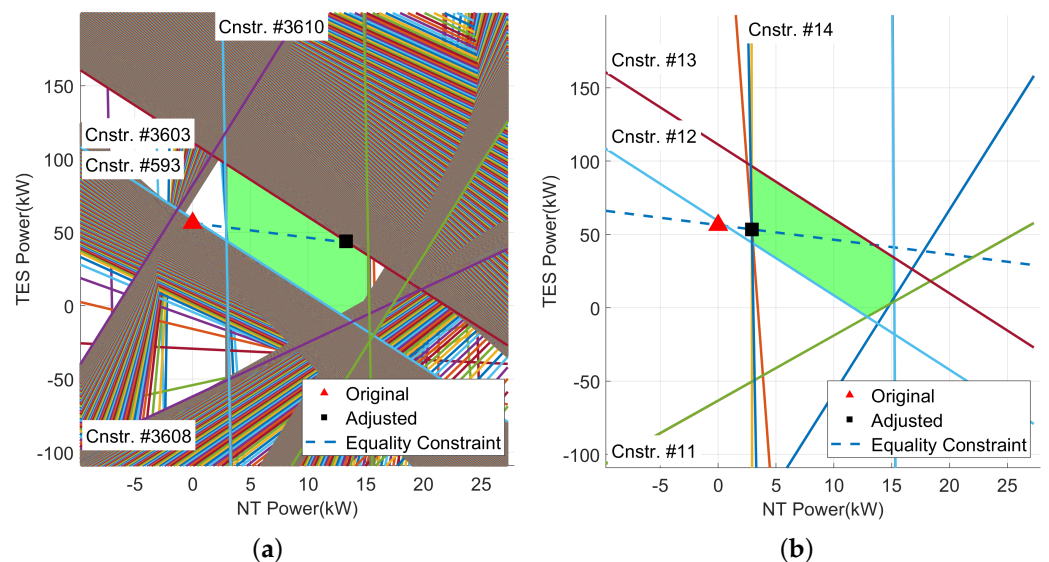 Cnstr. #3610
Cnstr. #3603
Cnstr. #593
Cnstr. #3608
150
100
50
0
-50
-100
TES Power(kW)
-5 0 5 10 15 20 25
NT Power(kW)
Original
Adjusted
Equality Constraint
(a)
Cnstr. #14
Cnstr. #13
Cnstr. #12
Cnstr. #11
150
100
50
0
-50
-100
TES Power(kW)
-5 0 5 10 15 20 25
NT Power(kW)
Original
Adjusted
Equality Constraint
(b)